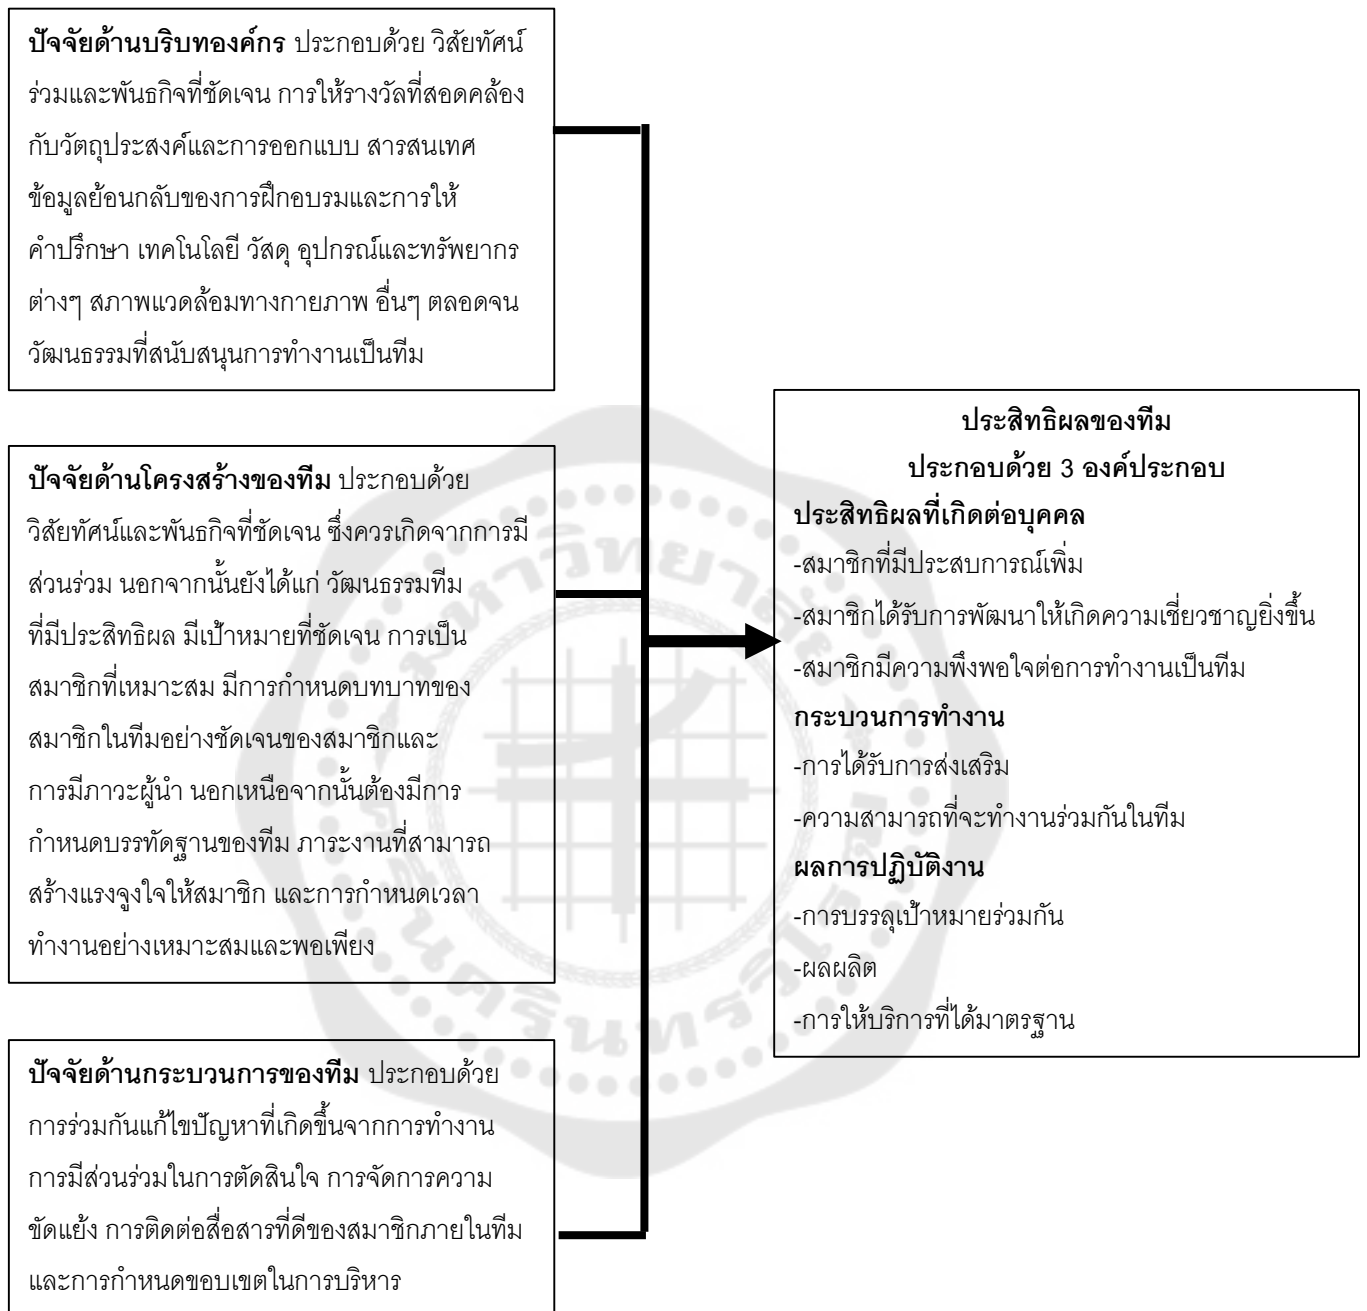 ปัจจัยด้านบริบทองค์กร ประกอบด้วย วิสัยทัศน์
ร่วมและพันธกิจที่ชัดเจน การให้รางวัลที่สอดคล้อง
กับวัตถุประสงค์และการออกแบบ สารสนเทศ
ข้อมูลย้อนกลับของการฝึกอบรมและการให้
คำปรึกษา เทคโนโลยี วัสดุ อุปกรณ์และทรัพยากร
ต่างๆ สภาพแวดล้อมทางกายภาพ อื่นๆ ตลอดจน
วัฒนธรรมที่สนับสนุนการทำงานเป็นทีม
ปัจจัยด้านโครงสร้างของทีม ประกอบด้วย
วิสัยทัศน์และพันธกิจที่ชัดเจน ซึ่งควรเกิดจากการมี
ส่วนร่วม นอกจากนั้นยังได้แก่ วัฒนธรรมทีม
ที่มีประสิทธิผล มีเป้าหมายที่ชัดเจน การเป็น
สมาชิกที่เหมาะสม มีการกำหนดบทบาทของ
สมาชิกในทีมอย่างชัดเจนของสมาชิกและ
การมีภาวะผู้นำ นอกเหนือจากนั้นต้องมีการ
กำหนดบรรทัดฐานของทีม ภาระงานที่สามารถ
สร้างแรงจูงใจให้สมาชิก และการกำหนดเวลา
ทำงานอย่างเหมาะสมและพอเพียง
ปัจจัยด้านกระบวนการของทีม ประกอบด้วย
การร่วมกันแก้ไขปัญหาที่เกิดขึ้นจากการทำงาน
การมีส่วนร่วมในการตัดสินใจ การจัดการความ
ขัดแย้ง การติดต่อสื่อสารที่ดีของสมาชิกภายในทีม
และการกำหนดขอบเขตในการบริหาร
ประสิทธิผลของทีม
ประกอบด้วย 3 องค์ประกอบ
ประสิทธิผลที่เกิดต่อบุคคล
-สมาชิกที่มีประสบการณ์เพิ่ม
-สมาชิกได้รับการพัฒนาให้เกิดความเชี่ยวชาญยิ่งขึ้น
-สมาชิกมีความพึงพอใจต่อการทำงานเป็นทีม
กระบวนการทำงาน
-การได้รับการส่งเสริม
-ความสามารถที่จะทำงานร่วมกันในทีม
ผลการปฏิบัติงาน
-การบรรลุเป้าหมายร่วมกัน
-ผลผลิต
-การให้บริการที่ได้มาตรฐาน
มหาวิทยาลัย
ศรีนครินทรวิโรฒ